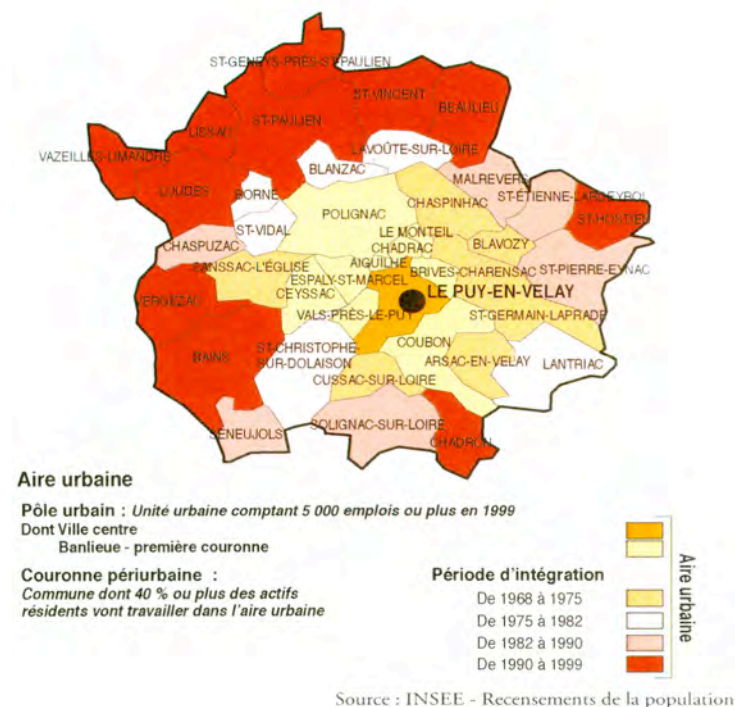 ST-GENEYS-PRÈS-ST-PAULIEN
ST-VINCENT
BEAULIEU
ST-PAULIEN
LISSAC
VAZEILLES-LIMANDRE
LAVOÛTE-SUR-LOIRE
BLANZAC
LOUDES
BORNE
MALREVERS
ST-ÉTIENNE-LARDEYROL
CHASPINHAC
ST-HOSTIEN
POLIGNAC
ST-VIDAL
LE MONTEIL
CHASPUZAC
CHADRAC
BLAVOZY
AIGUILHE
SANSSAC-L'ÉGLISE
ESPALY-ST-MARCEL
BRIVES-CHARENSAC
ST-PIERRE-EYNAC
CEYSSAC
LE PUY-EN-VELAY
VERGEZAC
VALS-PRÈS-LE-PUY
ST-GERMAIN-LAPRADE
COUBON
BAINS
ST-CHRISTOPHE-
SUR-DOLAISON
ARSAC-EN-VELAY
LANTRIAC
CUSSAC-SUR-LOIRE
SENEUJOLS
SOLIGNAC-SUR-LOIRE
CHADRON
Aire urbaine
Pôle urbain : Unité urbaine comptant 5 000 emplois ou plus en 1999
Dont Ville centre
Banlieue - première couronne
Couronne périurbaine :
Commune dont 40 % ou plus des actifs
résidents vont travailler dans l'aire urbaine
Période d'intégration
De 1968 à 1975
De 1975 à 1982
De 1982 à 1990
De 1990 à 1999
Aire urbaine
Source : INSEE - Recensements de la population